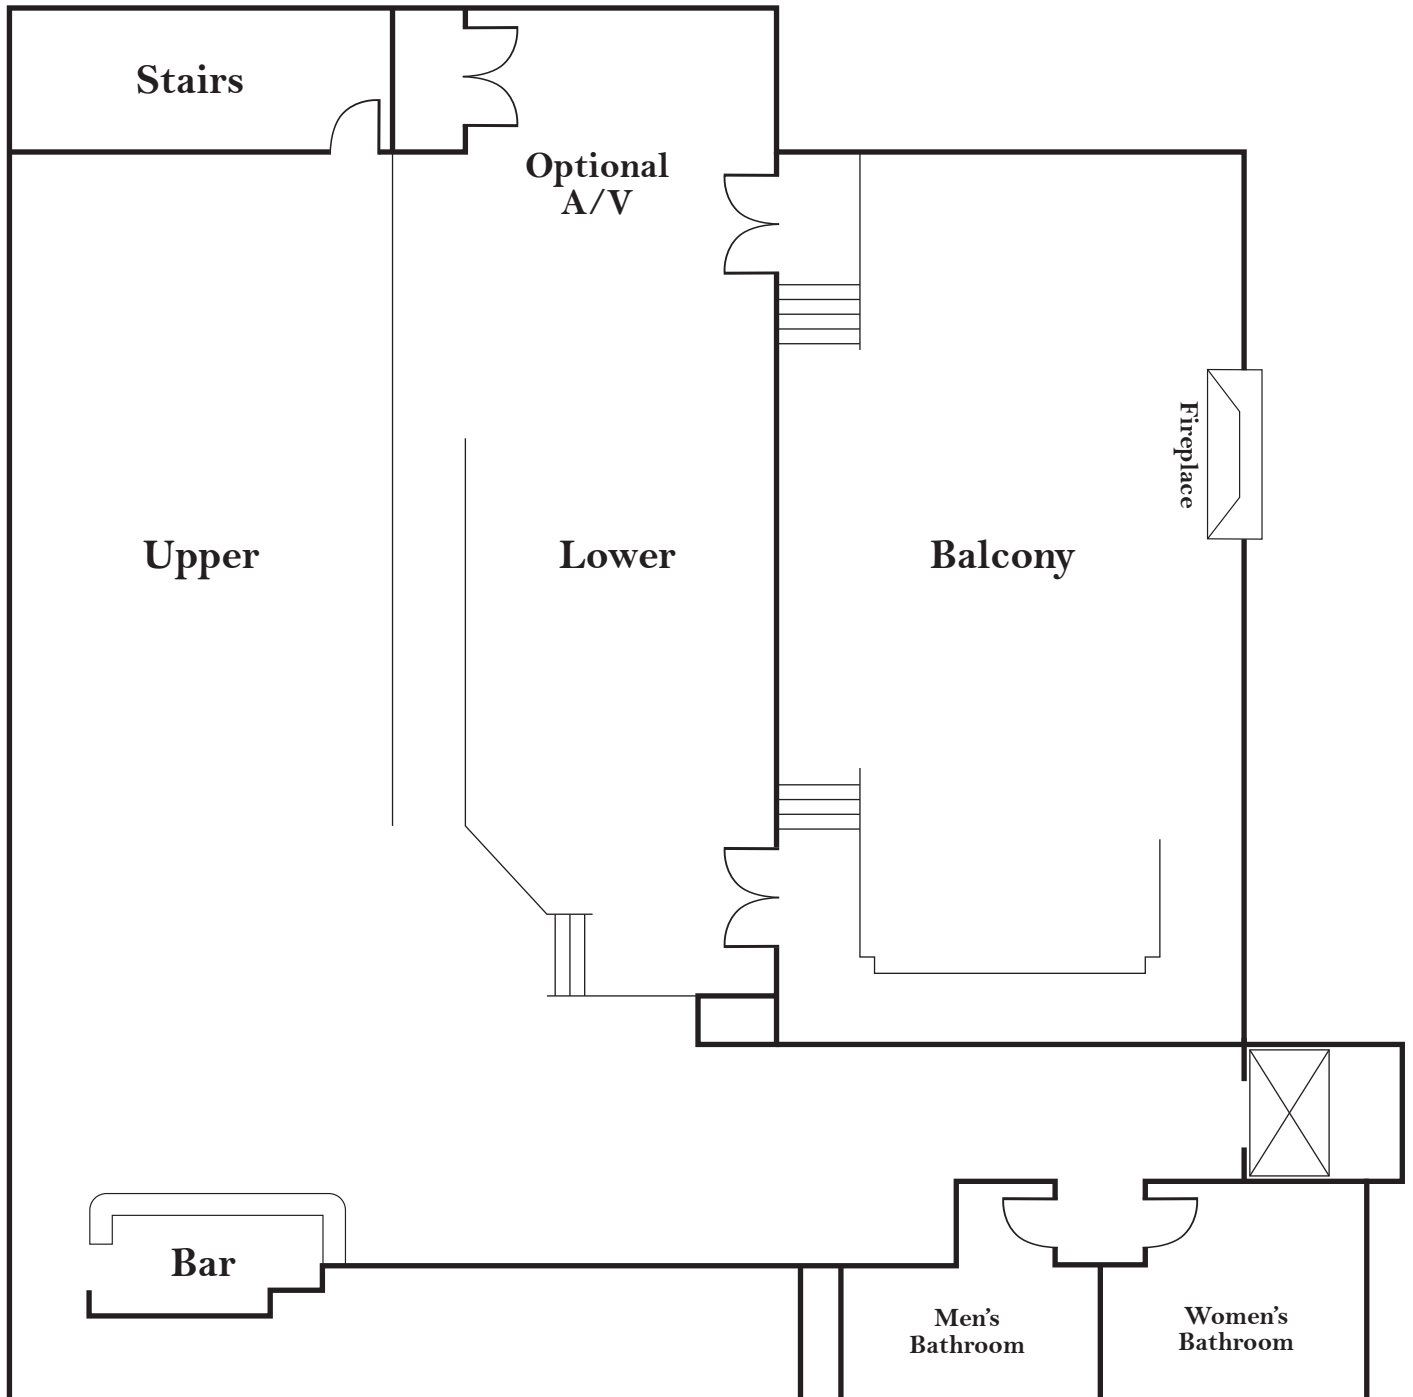 Stairs
Optional
A/V
Fireplace
Upper
Lower
Balcony
Bar
Men’s
Bathroom
Women’s
Bathroom